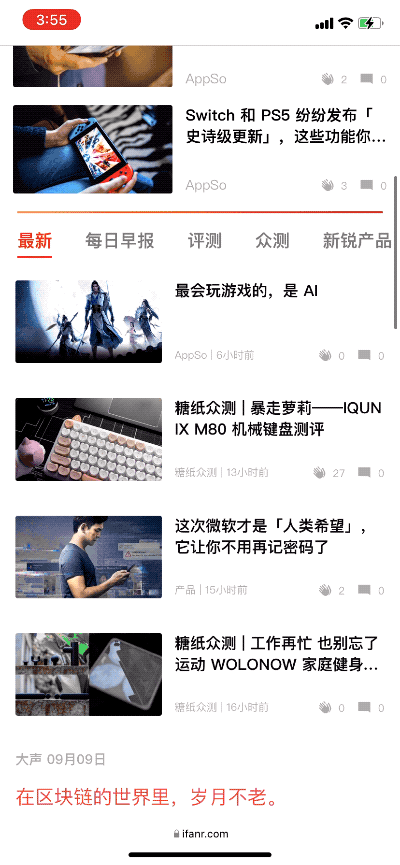 3:55
AppSo
2
0
Switch 和 PS5 纷纷发布「
史诗级更新」，这些功能你...
AppSo
3
0
最新
每日早报
评测
众测
新锐产品
最会玩游戏的，是 AI
AppSo | 6小时前
0
0
糖纸众测 | 暴走萝莉——IQUN
IX M80 机械键盘测评
糖纸众测 | 13小时前
27
0
这次微软才是「人类希望」，
它让你不用再记密码了
产品 | 15小时前
2
0
糖纸众测 | 工作再忙 也别忘了
运动 WOLONOW 家庭健身...
糖纸众测 | 16小时前
0
0
大声 09月09日
在区块链的世界里，岁月不老。
ifanr.com